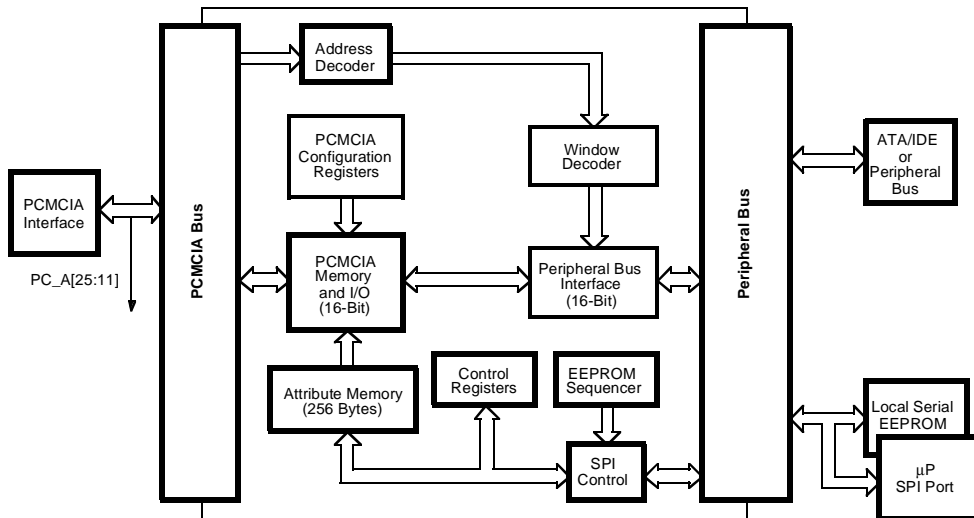 Address
Decoder
PCMCIA
Configuration
Registers
Window
Decoder
ATA/IDE
or
Peripheral
Bus
PCMCIA
Interface
PCMCIA Bus
Peripheral Bus
PC_A[25:11]
PCMCIA
Memory
and I/O
(16-Bit)
Peripheral Bus
Interface
(16-Bit)
Attribute Memory
(256 Bytes)
Control
Registers
EEPROM
Sequencer
SPI
Control
Local Serial
EEPROM
µP
SPI Port